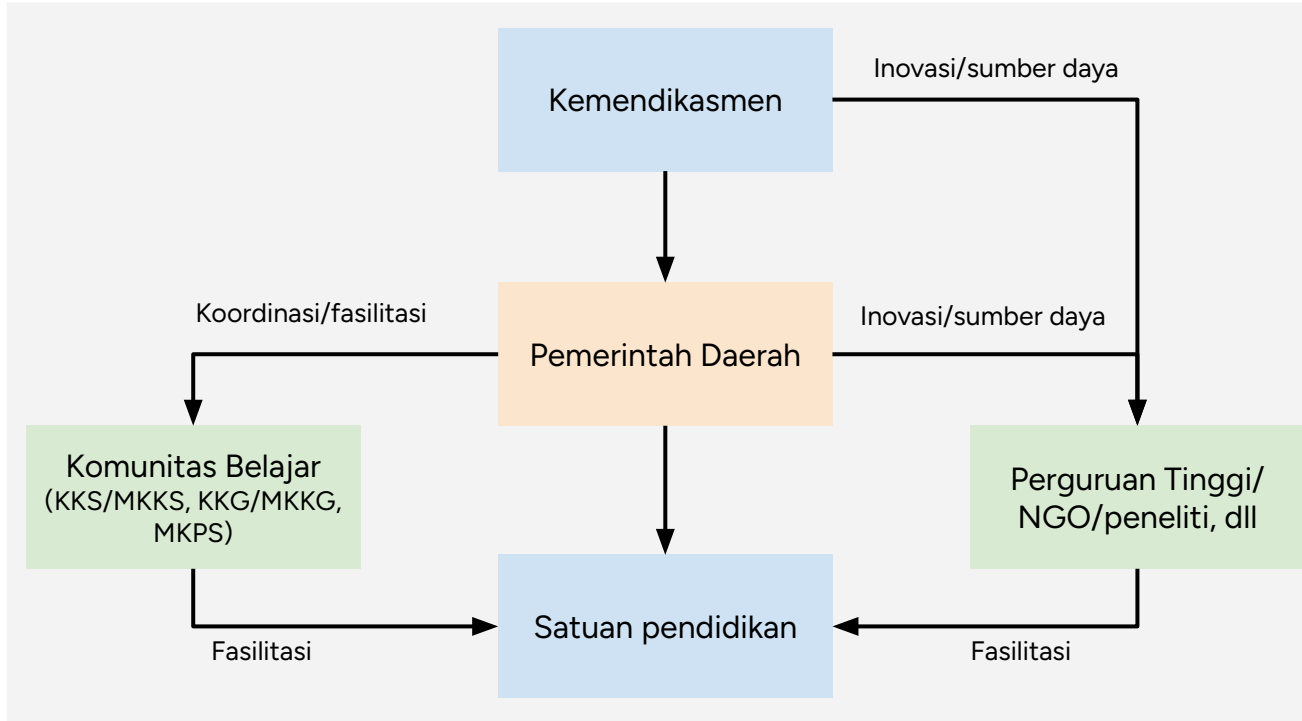 Kemendikasmen
Inovasi/sumber daya
Koordinasi/fasilitasi
Pemerintah Daerah
Inovasi/sumber daya
Komunitas Belajar
(KKS/MKKS, KKG/MKKG,
MKPS)
Perguruan Tinggi/
NGO/peneliti, dll
Satuan pendidikan
Fasilitasi
Fasilitasi